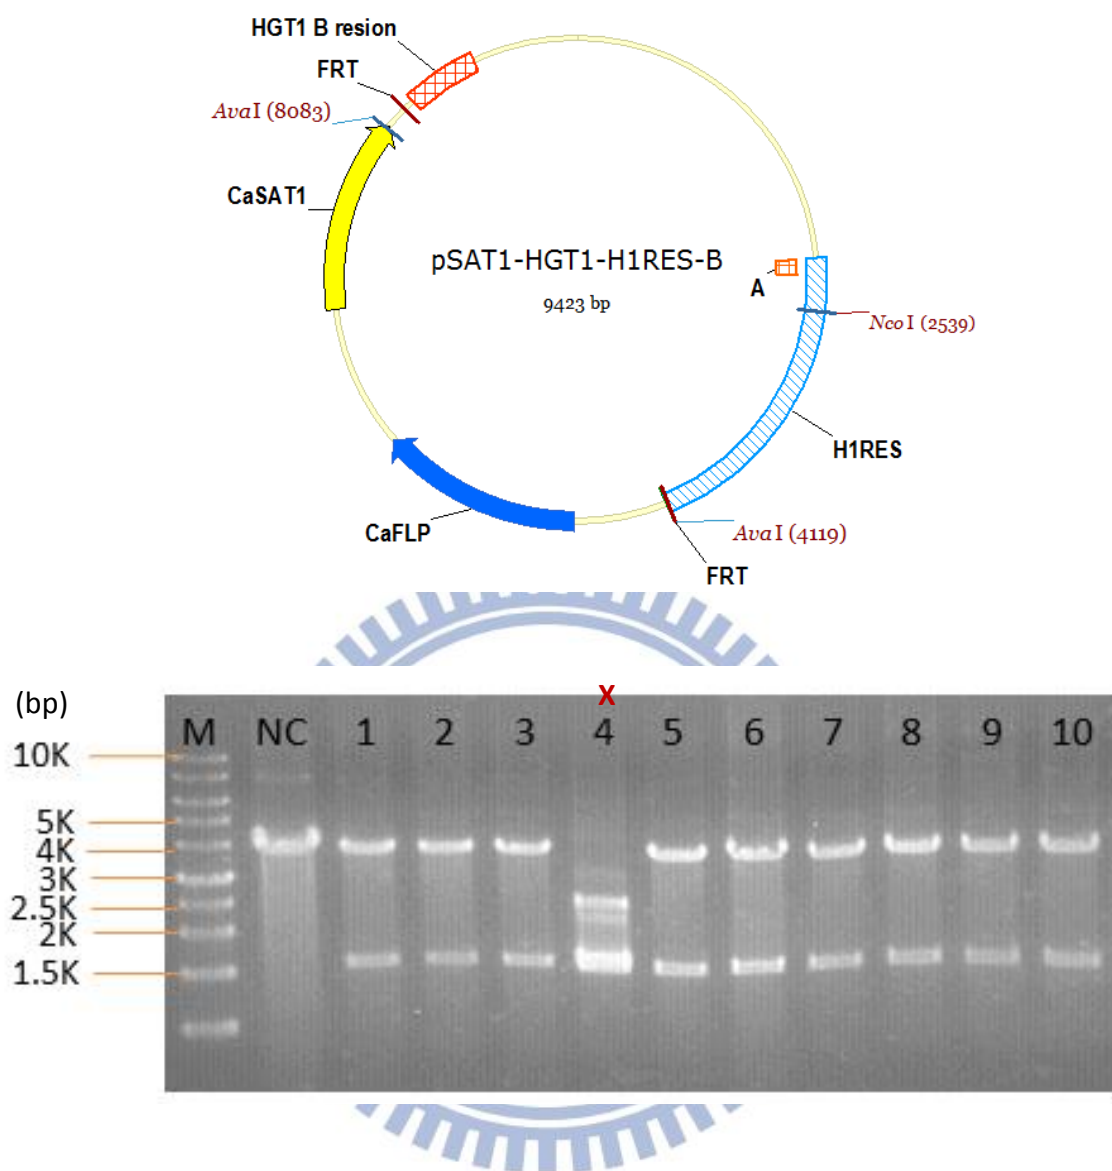 HGT1 B resion
FRT
AvaI (8083)
CaSAT1
pSAT1-HGT1-H1RES-B
9423 bp
A
NcoI (2539)
H1RES
AvaI (4119)
CaFLP
FRT
X
(bp)
M NC 1 2 3 4 5 6 7 8 9 10
10K
5K
4K
3K
2.5K
2K
1.5K